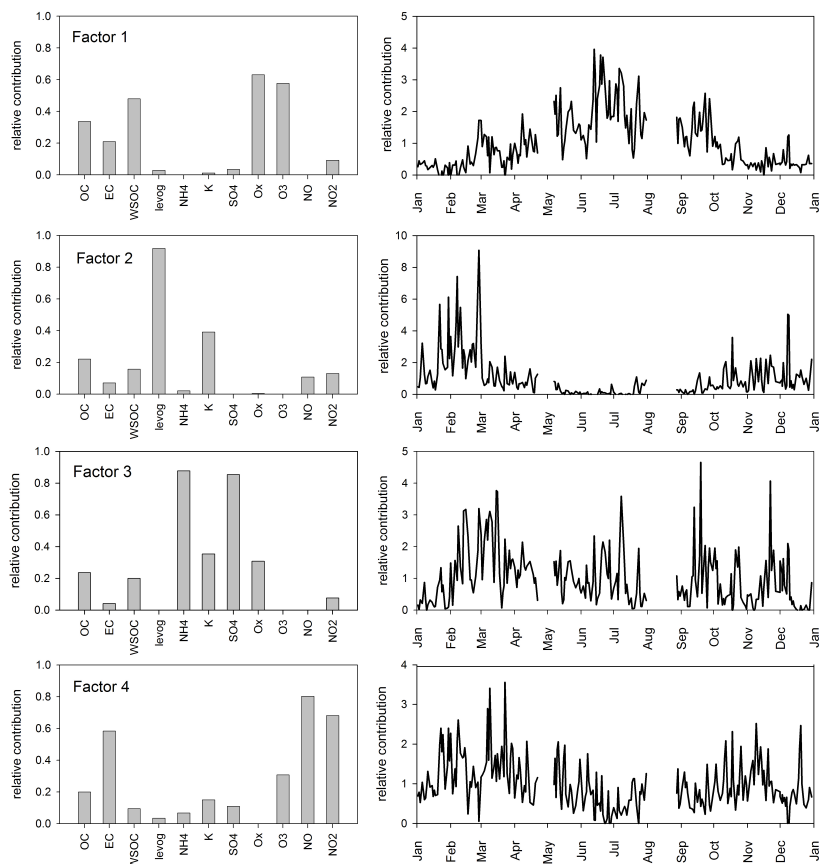 relative contribution
1.0
0.8
0.6
0.4
0.2
0.0
Factor 1
OC
EC
WSOC
levog
NH4
K
SO4
Ox
O3
NO
NO2
relative contribution
5
4
3
2
1
0
Jan
Feb
Mar
Apr
May
Jun
Jul
Aug
Sep
Oct
Nov
Dec
Jan
relative contribution
1.0
0.8
0.6
0.4
0.2
0.0
Factor 2
OC
EC
WSOC
levog
NH4
K
SO4
Ox
O3
NO
NO2
relative contribution
10
8
6
4
2
0
Jan
Feb
Mar
Apr
May
Jun
Jul
Aug
Sep
Oct
Nov
Dec
Jan
relative contribution
1.0
0.8
0.6
0.4
0.2
0.0
Factor 3
OC
EC
WSOC
levog
NH4
K
SO4
Ox
O3
NO
NO2
relative contribution
5
4
3
2
1
0
Jan
Feb
Mar
Apr
May
Jun
Jul
Aug
Sep
Oct
Nov
Dec
Jan
relative contribution
1.0
0.8
0.6
0.4
0.2
0.0
Factor 4
OC
EC
WSOC
levog
NH4
K
SO4
Ox
O3
NO
NO2
relative contribution
4
3
2
1
0
Jan
Feb
Mar
Apr
May
Jun
Jul
Aug
Sep
Oct
Nov
Dec
Jan